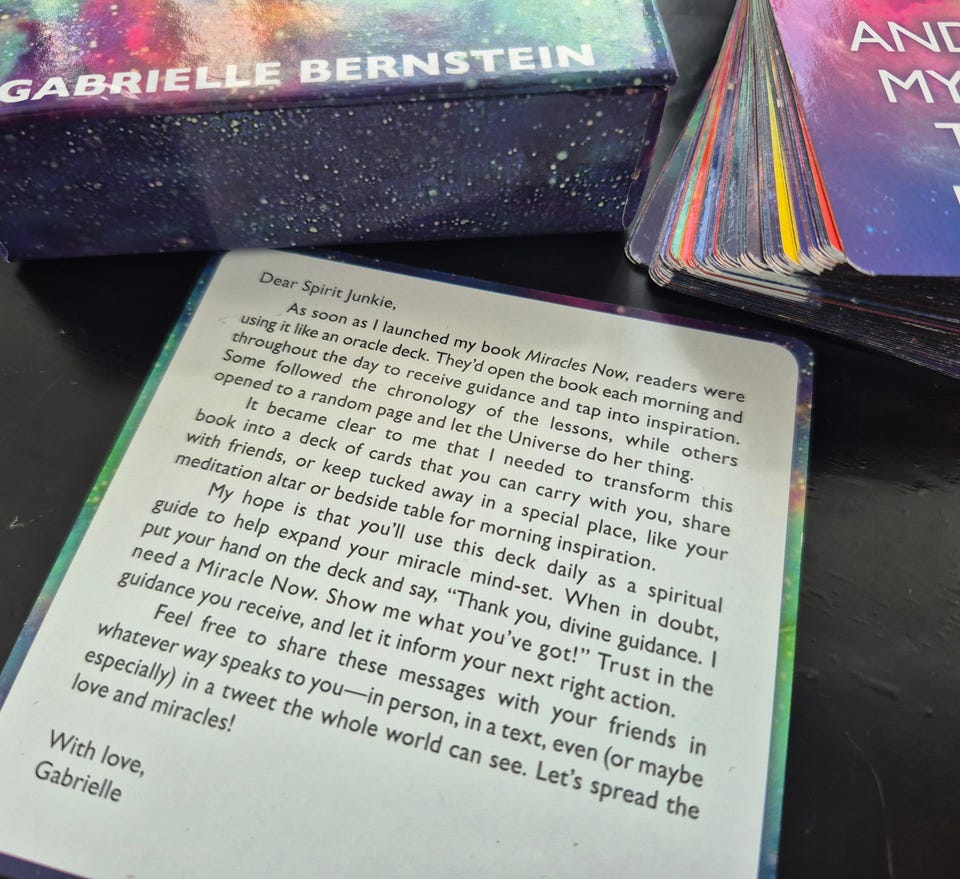 GABRIELLE BERNSTEIN
AND
MY
Dear Spirit Junkie,
As soon as I launched my book Miracles Now, readers were
using it like an oracle deck. They'd open the book each morning and
throughout the day to receive guidance and tap into inspiration.
Some followed the chronology of the lessons, while others
opened to a random page and let the Universe do her thing.
It became clear to me that I needed to transform this
book into a deck of cards that you can carry with you, share
with friends, or keep tucked away in a special place, like your
meditation altar or bedside table for morning inspiration.
My hope is that you'll use this deck daily as a spiritual
guide to help expand your miracle mind-set. When in doubt,
put your hand on the deck and say, “Thank you, divine guidance. I
need a Miracle Now. Show me what you've got!” Trust in the
guidance you receive, and let it inform your next right action.
Feel free to share these messages with your friends in
whatever way speaks to you—in person, in a text, even (or maybe
especially) in a tweet the whole world can see. Let's spread the
love and miracles!
With love,
Gabrielle